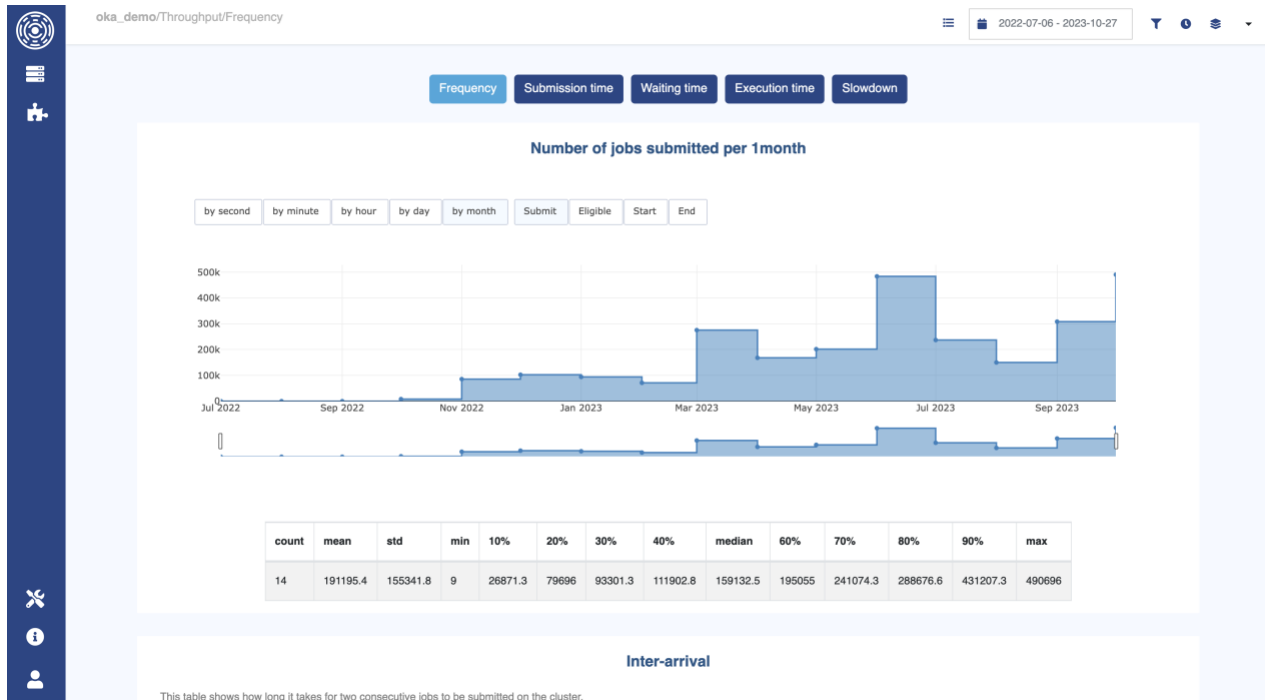 oka_demo/Throughput/Frequency
2022-07-06 - 2023-10-27
Frequency Submission time Waiting time Execution time Slowdown
Number of jobs submitted per 1month
by second by minute by hour by day by month Submit Eligible Start End
500k
400k
300k
200k
100k
0
Jul 2022 Sep 2022 Nov 2022 Jan 2023 Mar 2023 May 2023 Jul 2023 Sep 2023
count mean std min 10% 20% 30% 40% median 60% 70% 80% 90% max
14 191195.4 155341.8 9 26871.3 79696 93301.3 111902.8 159132.5 195055 241074.3 288676.6 431207.3 490696
Inter-arrival
This table shows how long it takes for two consecutive jobs to be submitted on the cluster.